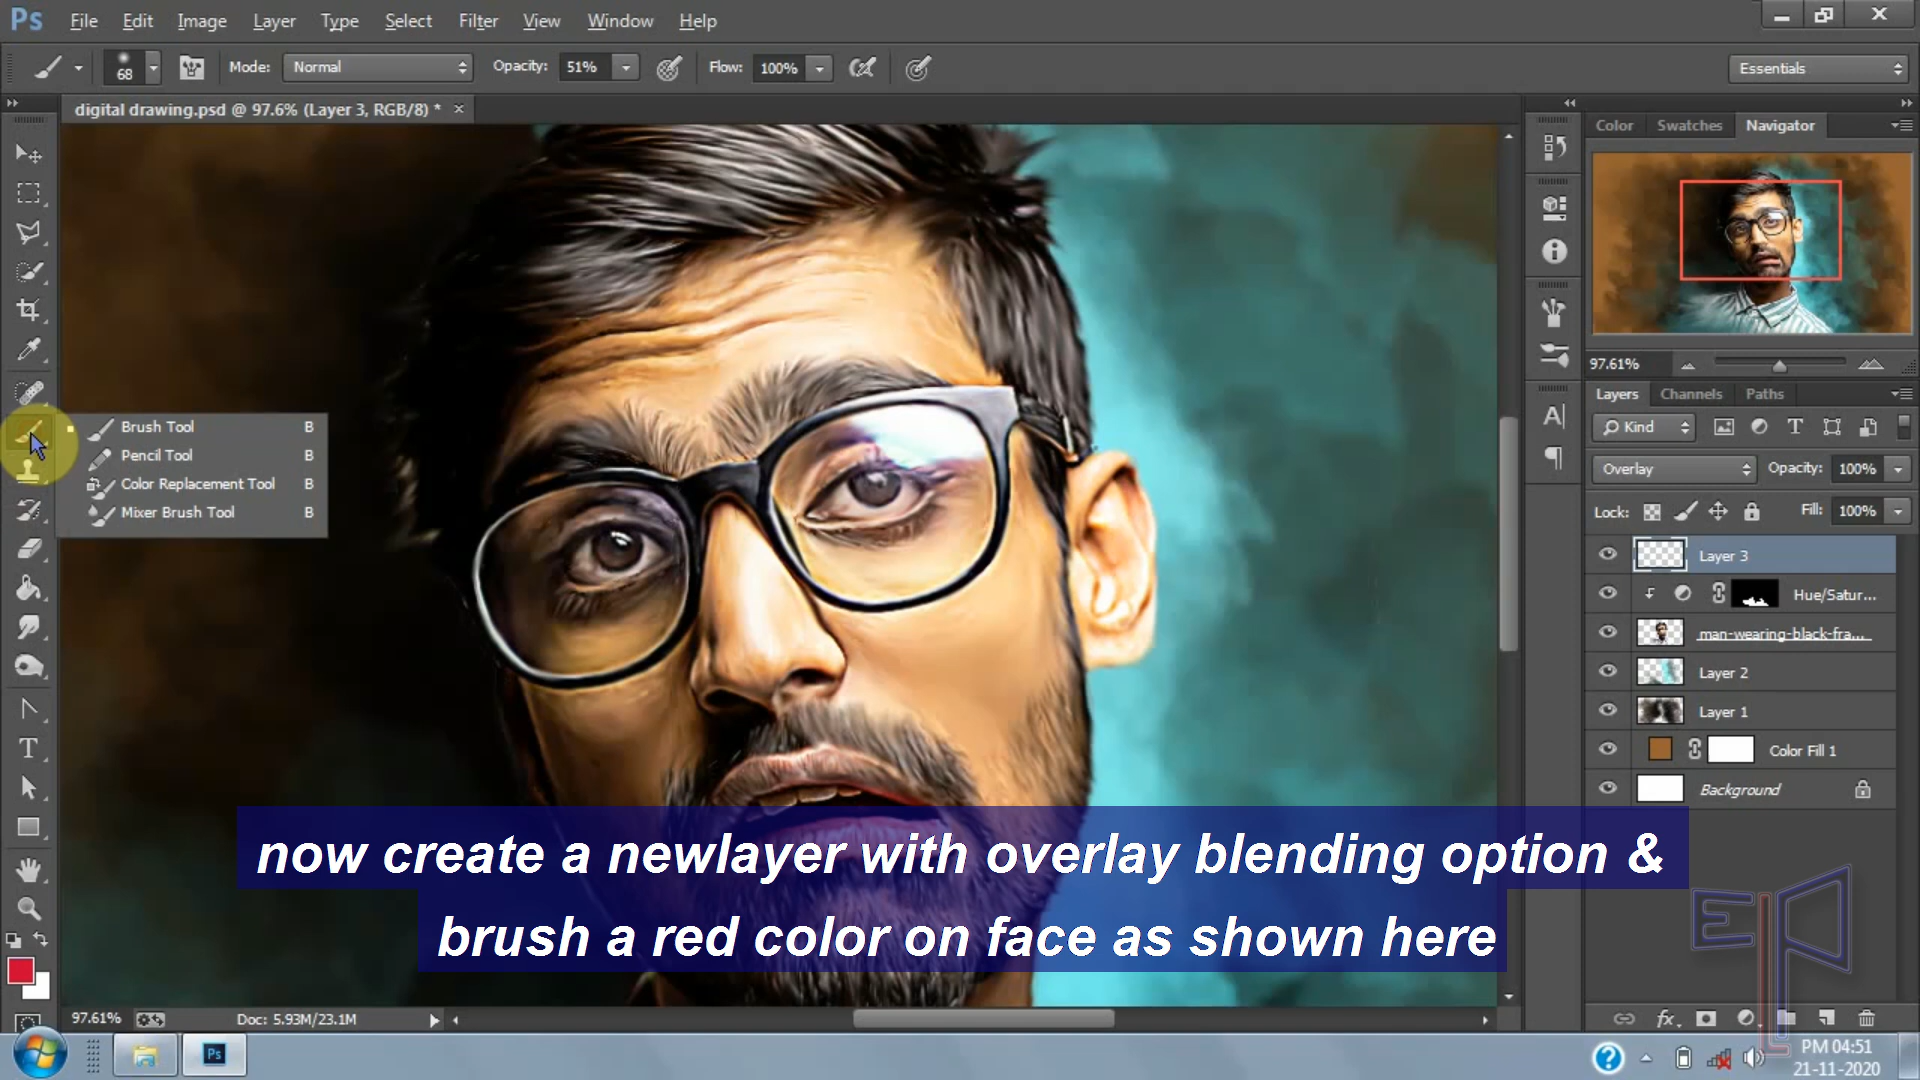 Ps File Edit Image Layer Type Select Filter View Window Help
68 Mode: Normal Opacity: 51% Flow: 100% Essentials
digital drawing.psd @ 97.6% (Layer 3, RGB/8) * ×
Color Swatches Navigator
97.61%
Layers Channels Paths
Kind
Overlay Opacity: 100%
Lock: Fill: 100%
Layer 3
Hue/Satur...
man-wearing-black-fra...
Layer 2
Layer 1
Color Fill 1
Background
Brush Tool B
Pencil Tool B
Color Replacement Tool B
Mixer Brush Tool B
now create a newlayer with overlay blending option &
brush a red color on face as shown here
97.61% Doc: 5.93M/23.1M
Ps
PM 04:51
21-11-2020